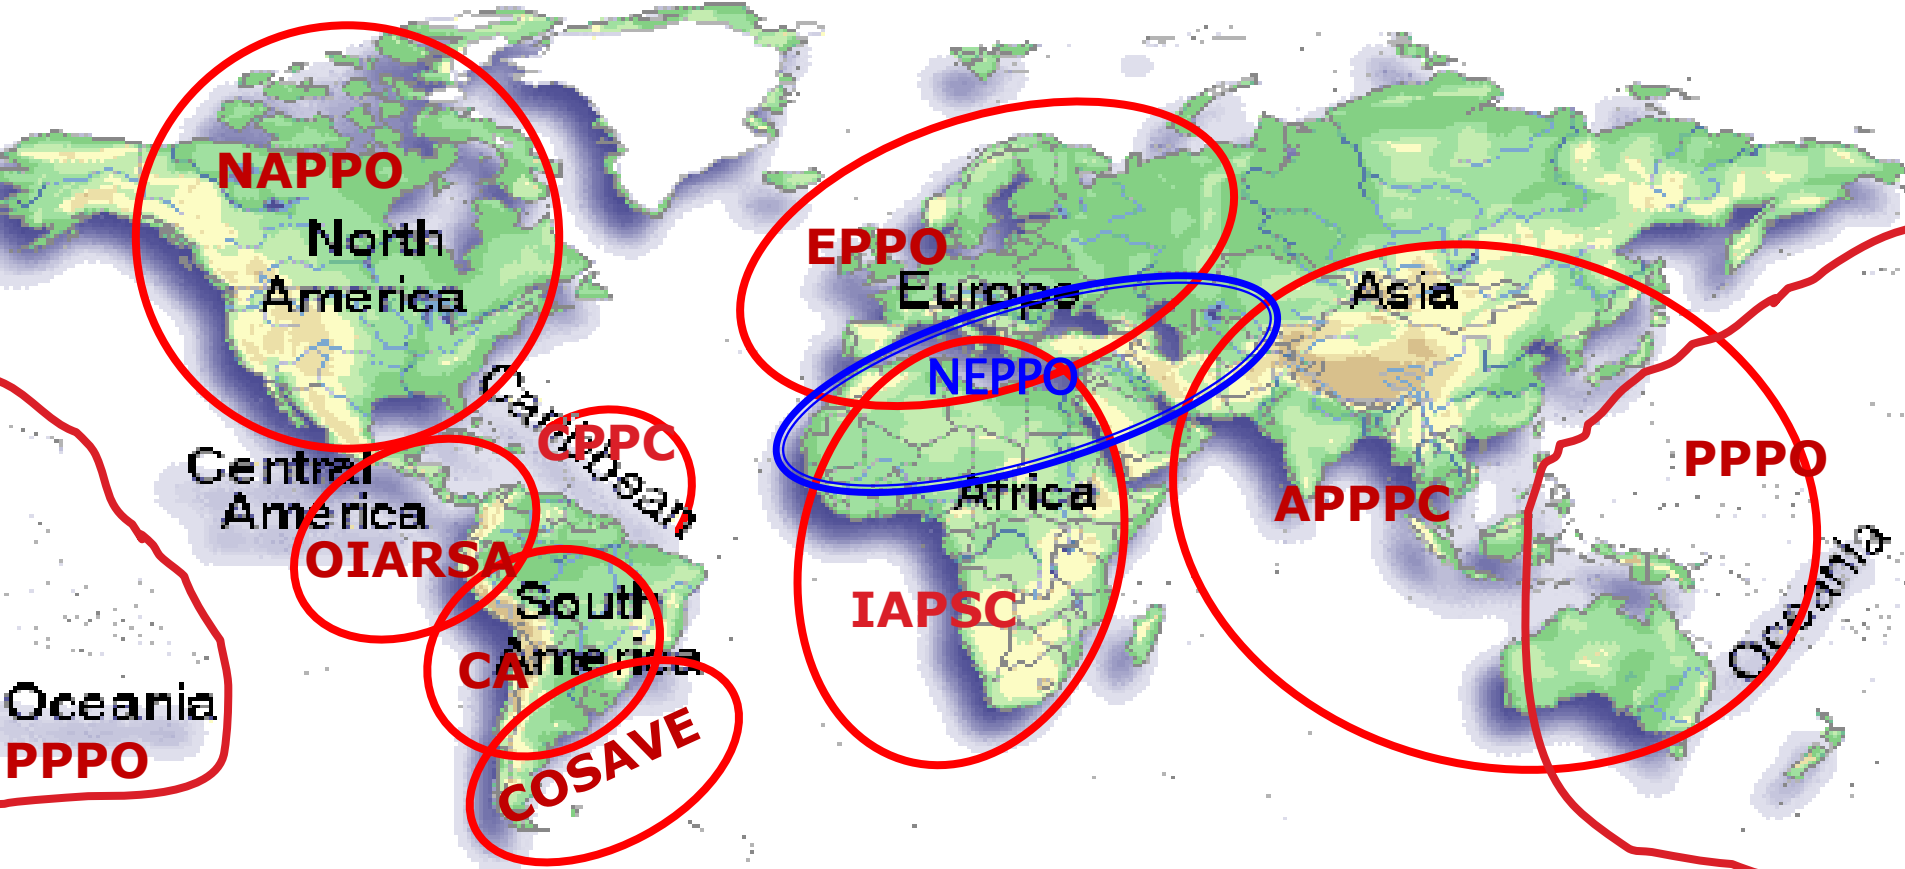 NAPPO
North
America
EPPO
Europe
Asia
NEPPO
Caribbean
CPPC
Central
America
OIARSA
Africa
APPPC
PPPO
Oceania
IAPSC
South
America
CA
COSAVE
Oceania
PPPO